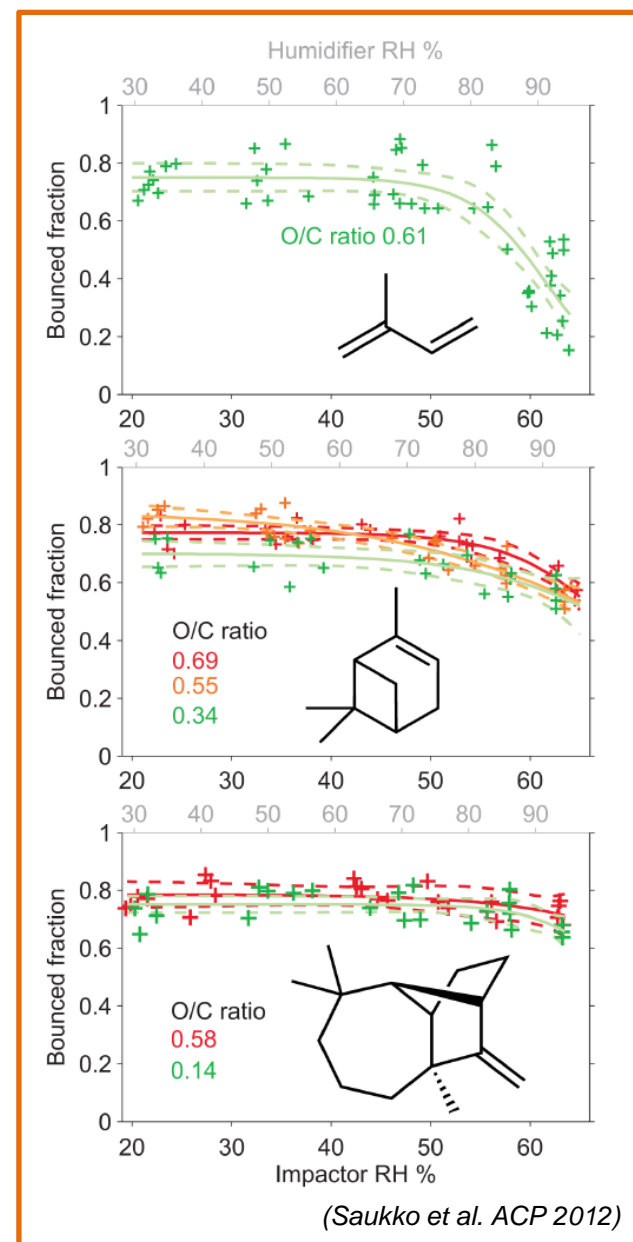 Humidifier RH %
30 40 50 60 70 80 90
1
0.8
0.6
0.4
0.2
0
Bounced fraction
O/C ratio 0.61
20 30 40 50 60
30 40 50 60 70 80 90
1
0.8
0.6
0.4
0.2
0
Bounced fraction
O/C ratio
0.69
0.55
0.34
20 30 40 50 60
30 40 50 60 70 80 90
1
0.8
0.6
0.4
0.2
0
Bounced fraction
O/C ratio
0.58
0.14
20 30 40 50 60
Impactor RH %
(Saukko et al. ACP 2012)